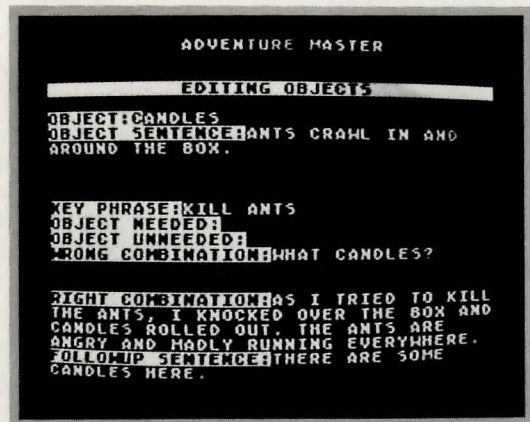 ADVENTURE MASTER
EDITING OBJECTS
OBJECT:CANDLES
OBJECT SENTENCE:ANTS CRAWL IN AND
AROUND THE BOX.
KEY PHRASE:KILL ANTS
OBJECT NEEDED:
OBJECT UNNEEDED:
WRONG COMBINATION:WHAT CANDLES?
RIGHT COMBINATION:AS I TRIED TO KILL
THE ANTS, I KNOCKED OVER THE BOX AND
CANDLES ROLLED OUT. THE ANTS ARE
ANGRY AND MADLY RUNNING EVERYWHERE.
FOLLOWUP SENTENCE:THERE ARE SOME
CANDLES HERE.